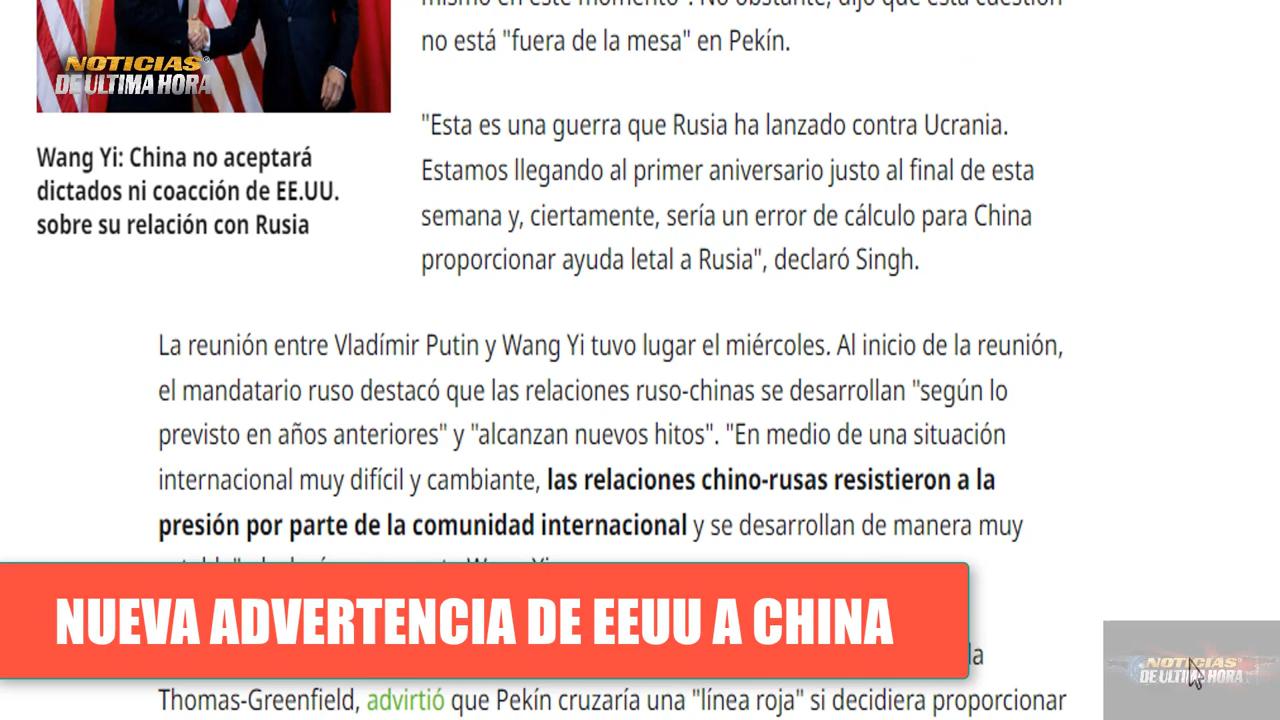 mismo en este momento". No obstante, dijo que esta cuestión
no está "fuera de la mesa" en Pekín.
NOTICIAS
DE ULTIMA HORA
Wang Yi: China no aceptará
dictados ni coacción de EE.UU.
sobre su relación con Rusia
"Esta es una guerra que Rusia ha lanzado contra Ucrania.
Estamos llegando al primer aniversario justo al final de esta
semana y, ciertamente, sería un error de cálculo para China
proporcionar ayuda letal a Rusia", declaró Singh.
La reunión entre Vladímir Putin y Wang Yi tuvo lugar el miércoles. Al inicio de la reunión,
el mandatario ruso destacó que las relaciones ruso-chinas se desarrollan "según lo
previsto en años anteriores" y "alcanzan nuevos hitos". "En medio de una situación
internacional muy difícil y cambiante, las relaciones chino-rusas resistieron a la
presión por parte de la comunidad internacional y se desarrollan de manera muy
Wang Yi
NUEVA ADVERTENCIA DE EEUU A CHINA
Thomas-Greenfield, advirtió que Pekín cruzaría una "línea roja" si decidiera proporcionar
NOTICIAS
DE ULTIMA HORA